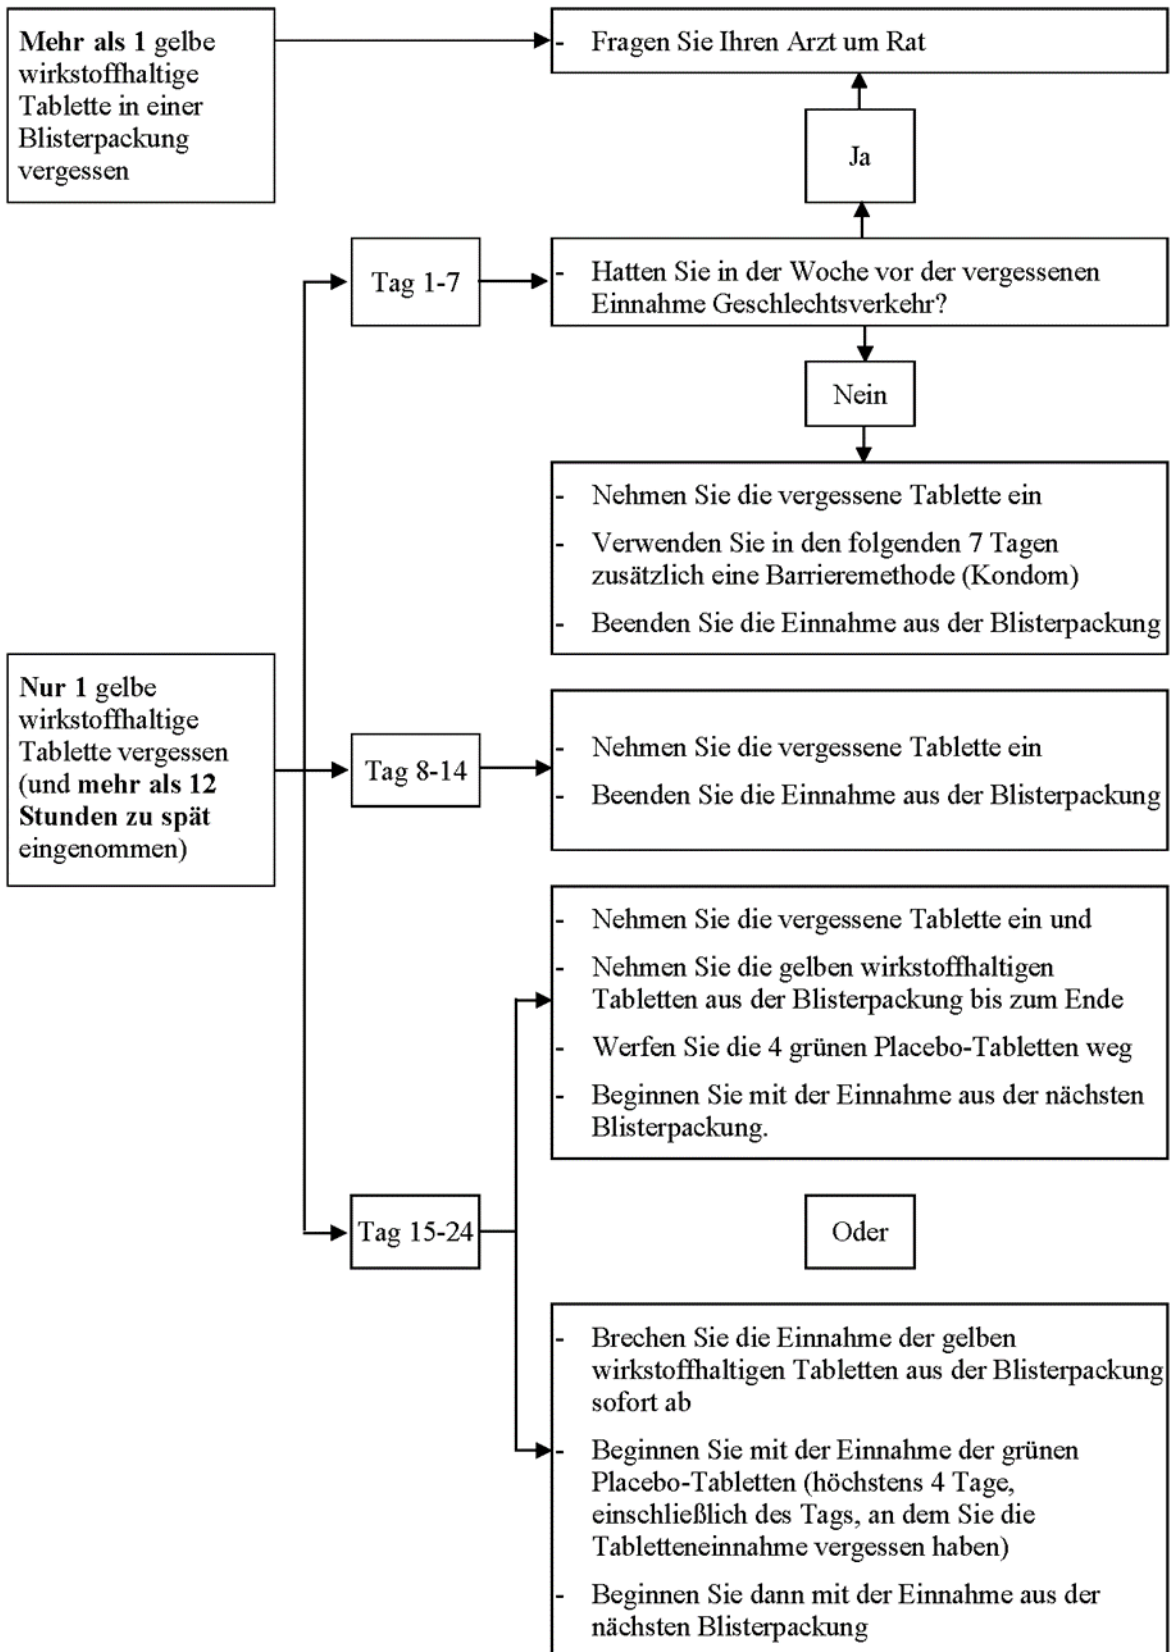 Mehr als 1 gelbe
wirkstoffhaltige
Tablette in einer
Blisterpackung
vergessen
- Fragen Sie Ihren Arzt um Rat
Ja
Tag 1-7
- Hatten Sie in der Woche vor der vergessenen
Einnahme Geschlechtsverkehr?
Nein
- Nehmen Sie die vergessene Tablette ein
- Verwenden Sie in den folgenden 7 Tagen
zusätzlich eine Barrieremethode (Kondom)
- Beenden Sie die Einnahme aus der Blisterpackung
Nur 1 gelbe
wirkstoffhaltige
Tablette vergessen
(und mehr als 12
Stunden zu spät
eingenommen)
Tag 8-14
- Nehmen Sie die vergessene Tablette ein
- Beenden Sie die Einnahme aus der Blisterpackung
- Nehmen Sie die vergessene Tablette ein und
- Nehmen Sie die gelben wirkstoffhaltigen
Tabletten aus der Blisterpackung bis zum Ende
- Werfen Sie die 4 grünen Placebo-Tabletten weg
- Beginnen Sie mit der Einnahme aus der nächsten
Blisterpackung.
Tag 15-24
Oder
- Brechen Sie die Einnahme der gelben
wirkstoffhaltigen Tabletten aus der Blisterpackung
sofort ab
- Beginnen Sie mit der Einnahme der grünen
Placebo-Tabletten (höchstens 4 Tage,
einschließlich des Tags, an dem Sie die
Tabletteneinnahme vergessen haben)
- Beginnen Sie dann mit der Einnahme aus der
nächsten Blisterpackung